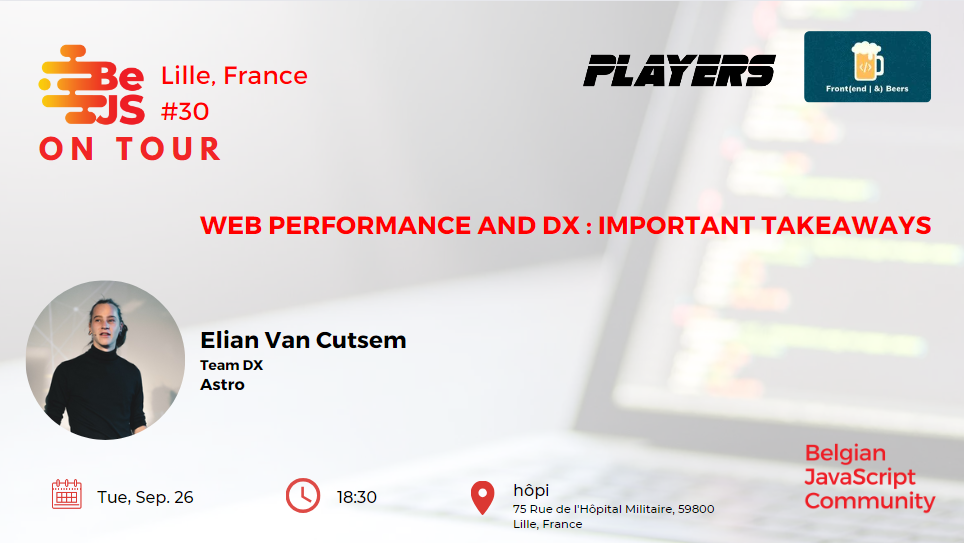 Be
JS
Lille, France
#30
ON TOUR
PLAYERS
</>
Front(end | &) Beers
WEB PERFORMANCE AND DX : IMPORTANT TAKEAWAYS
Elian Van Cutsem
Team DX
Astro
Tue, Sep. 26
18:30
hôpi
75 Rue de l'Hôpital Militaire, 59800
Lille, France
Belgian
JavaScript
Community